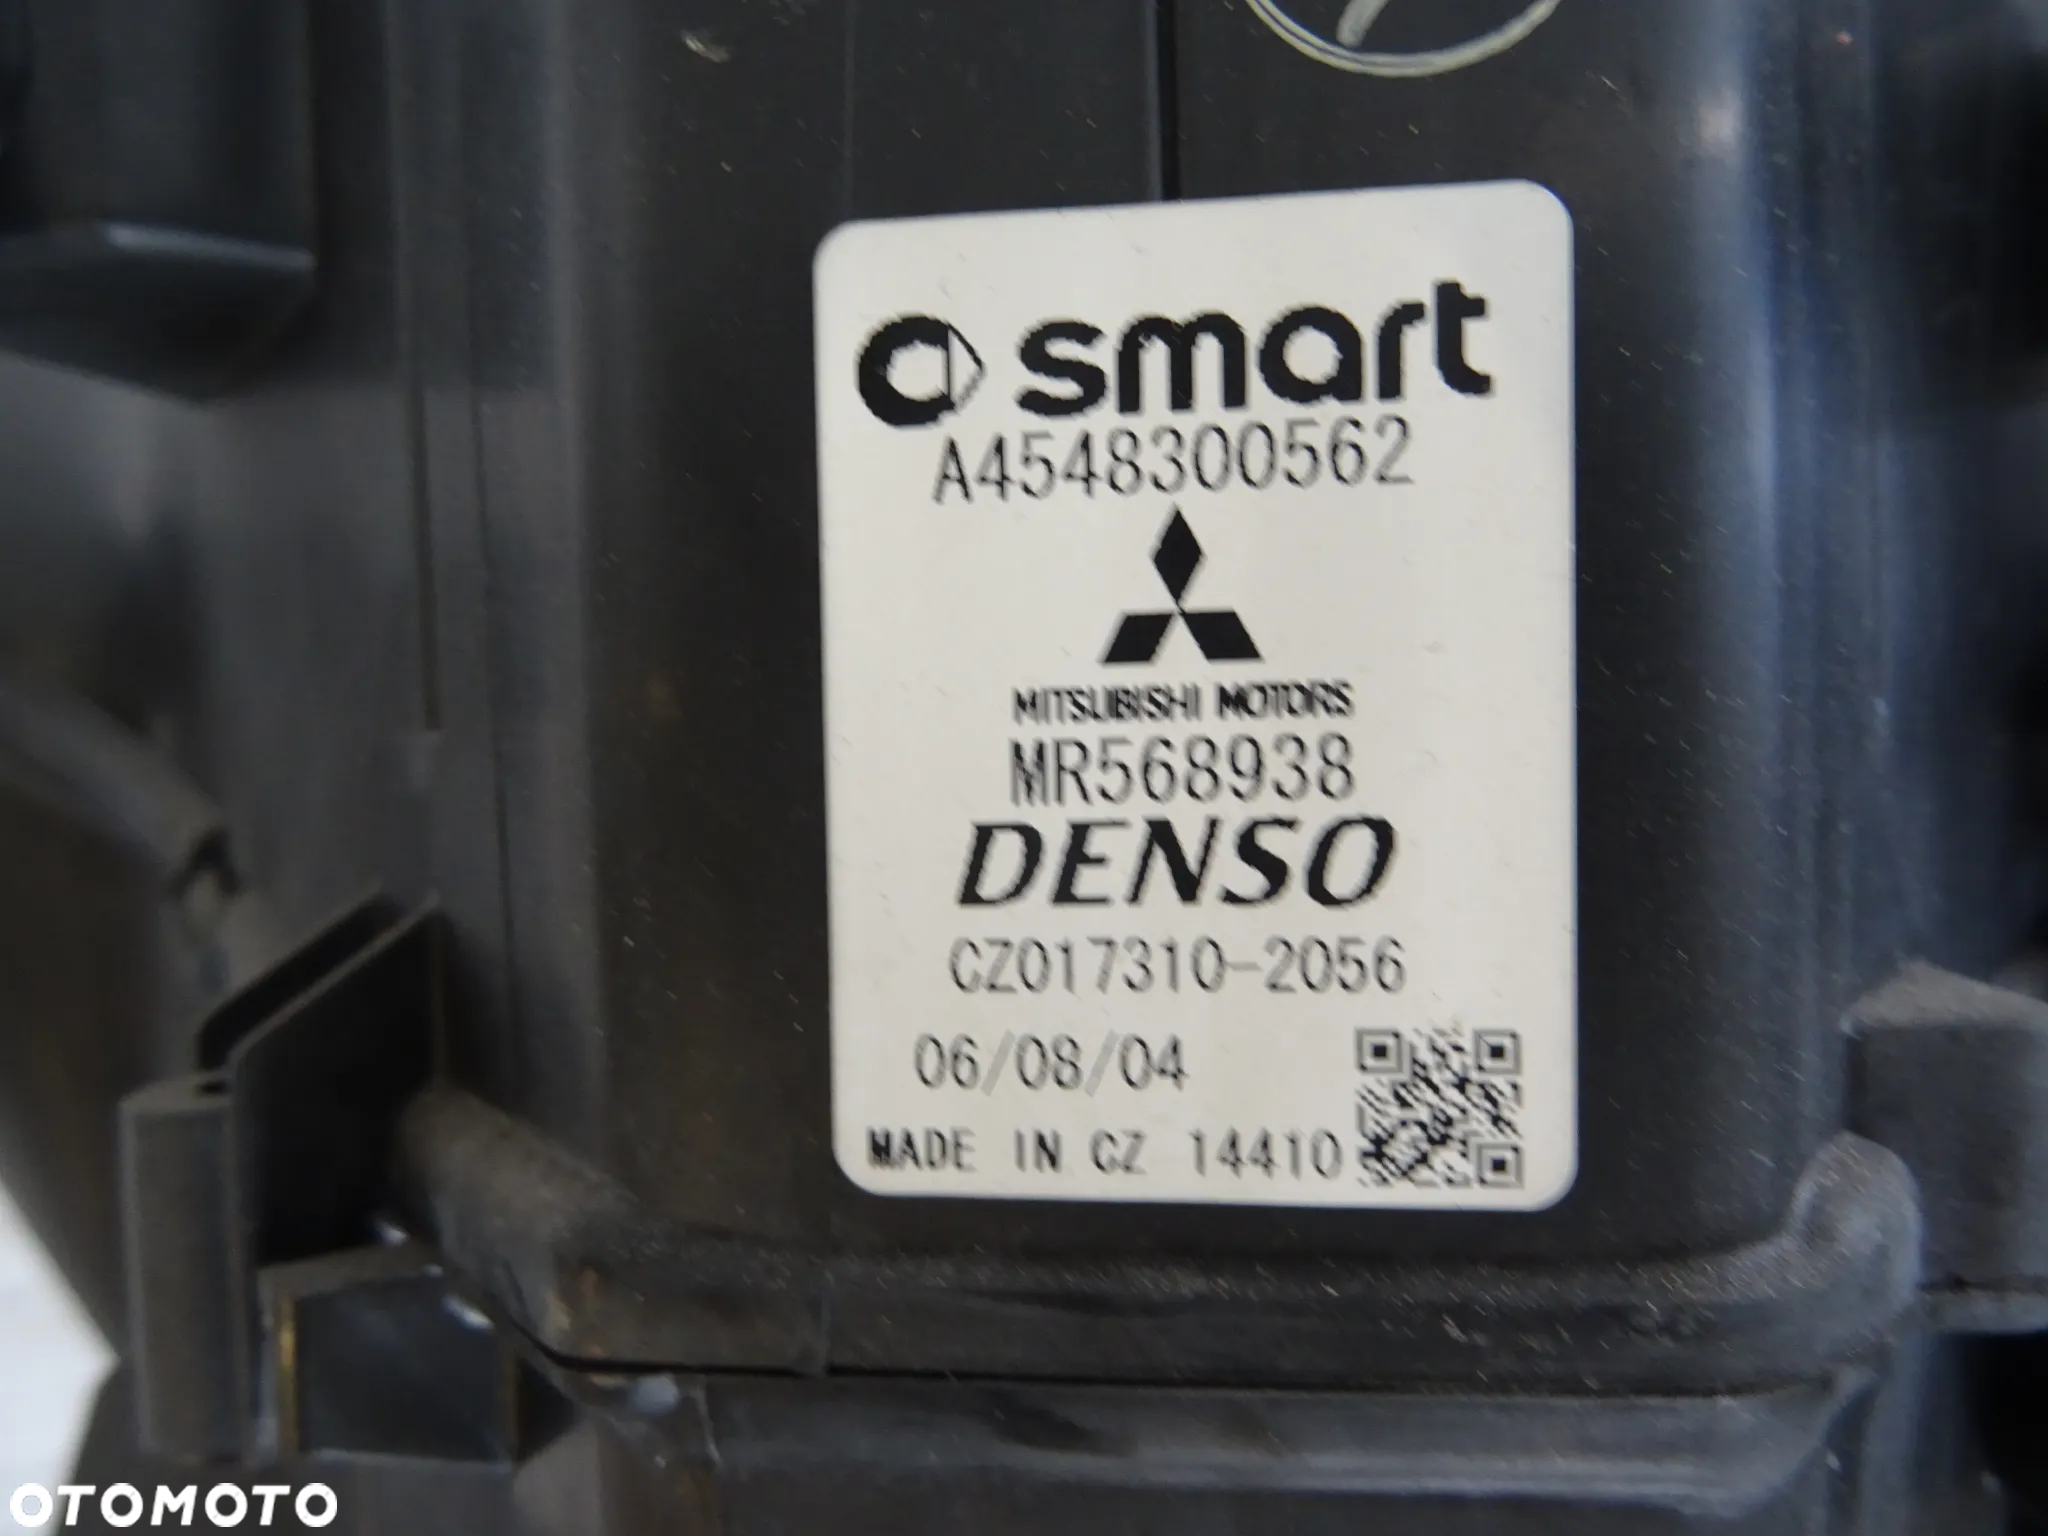 smart
A4548300562
MITSUBISHI MOTORS
MR568938
DENSO
CZ017310-2056
06/08/04
MADE IN CZ 14410
OTOMOTO